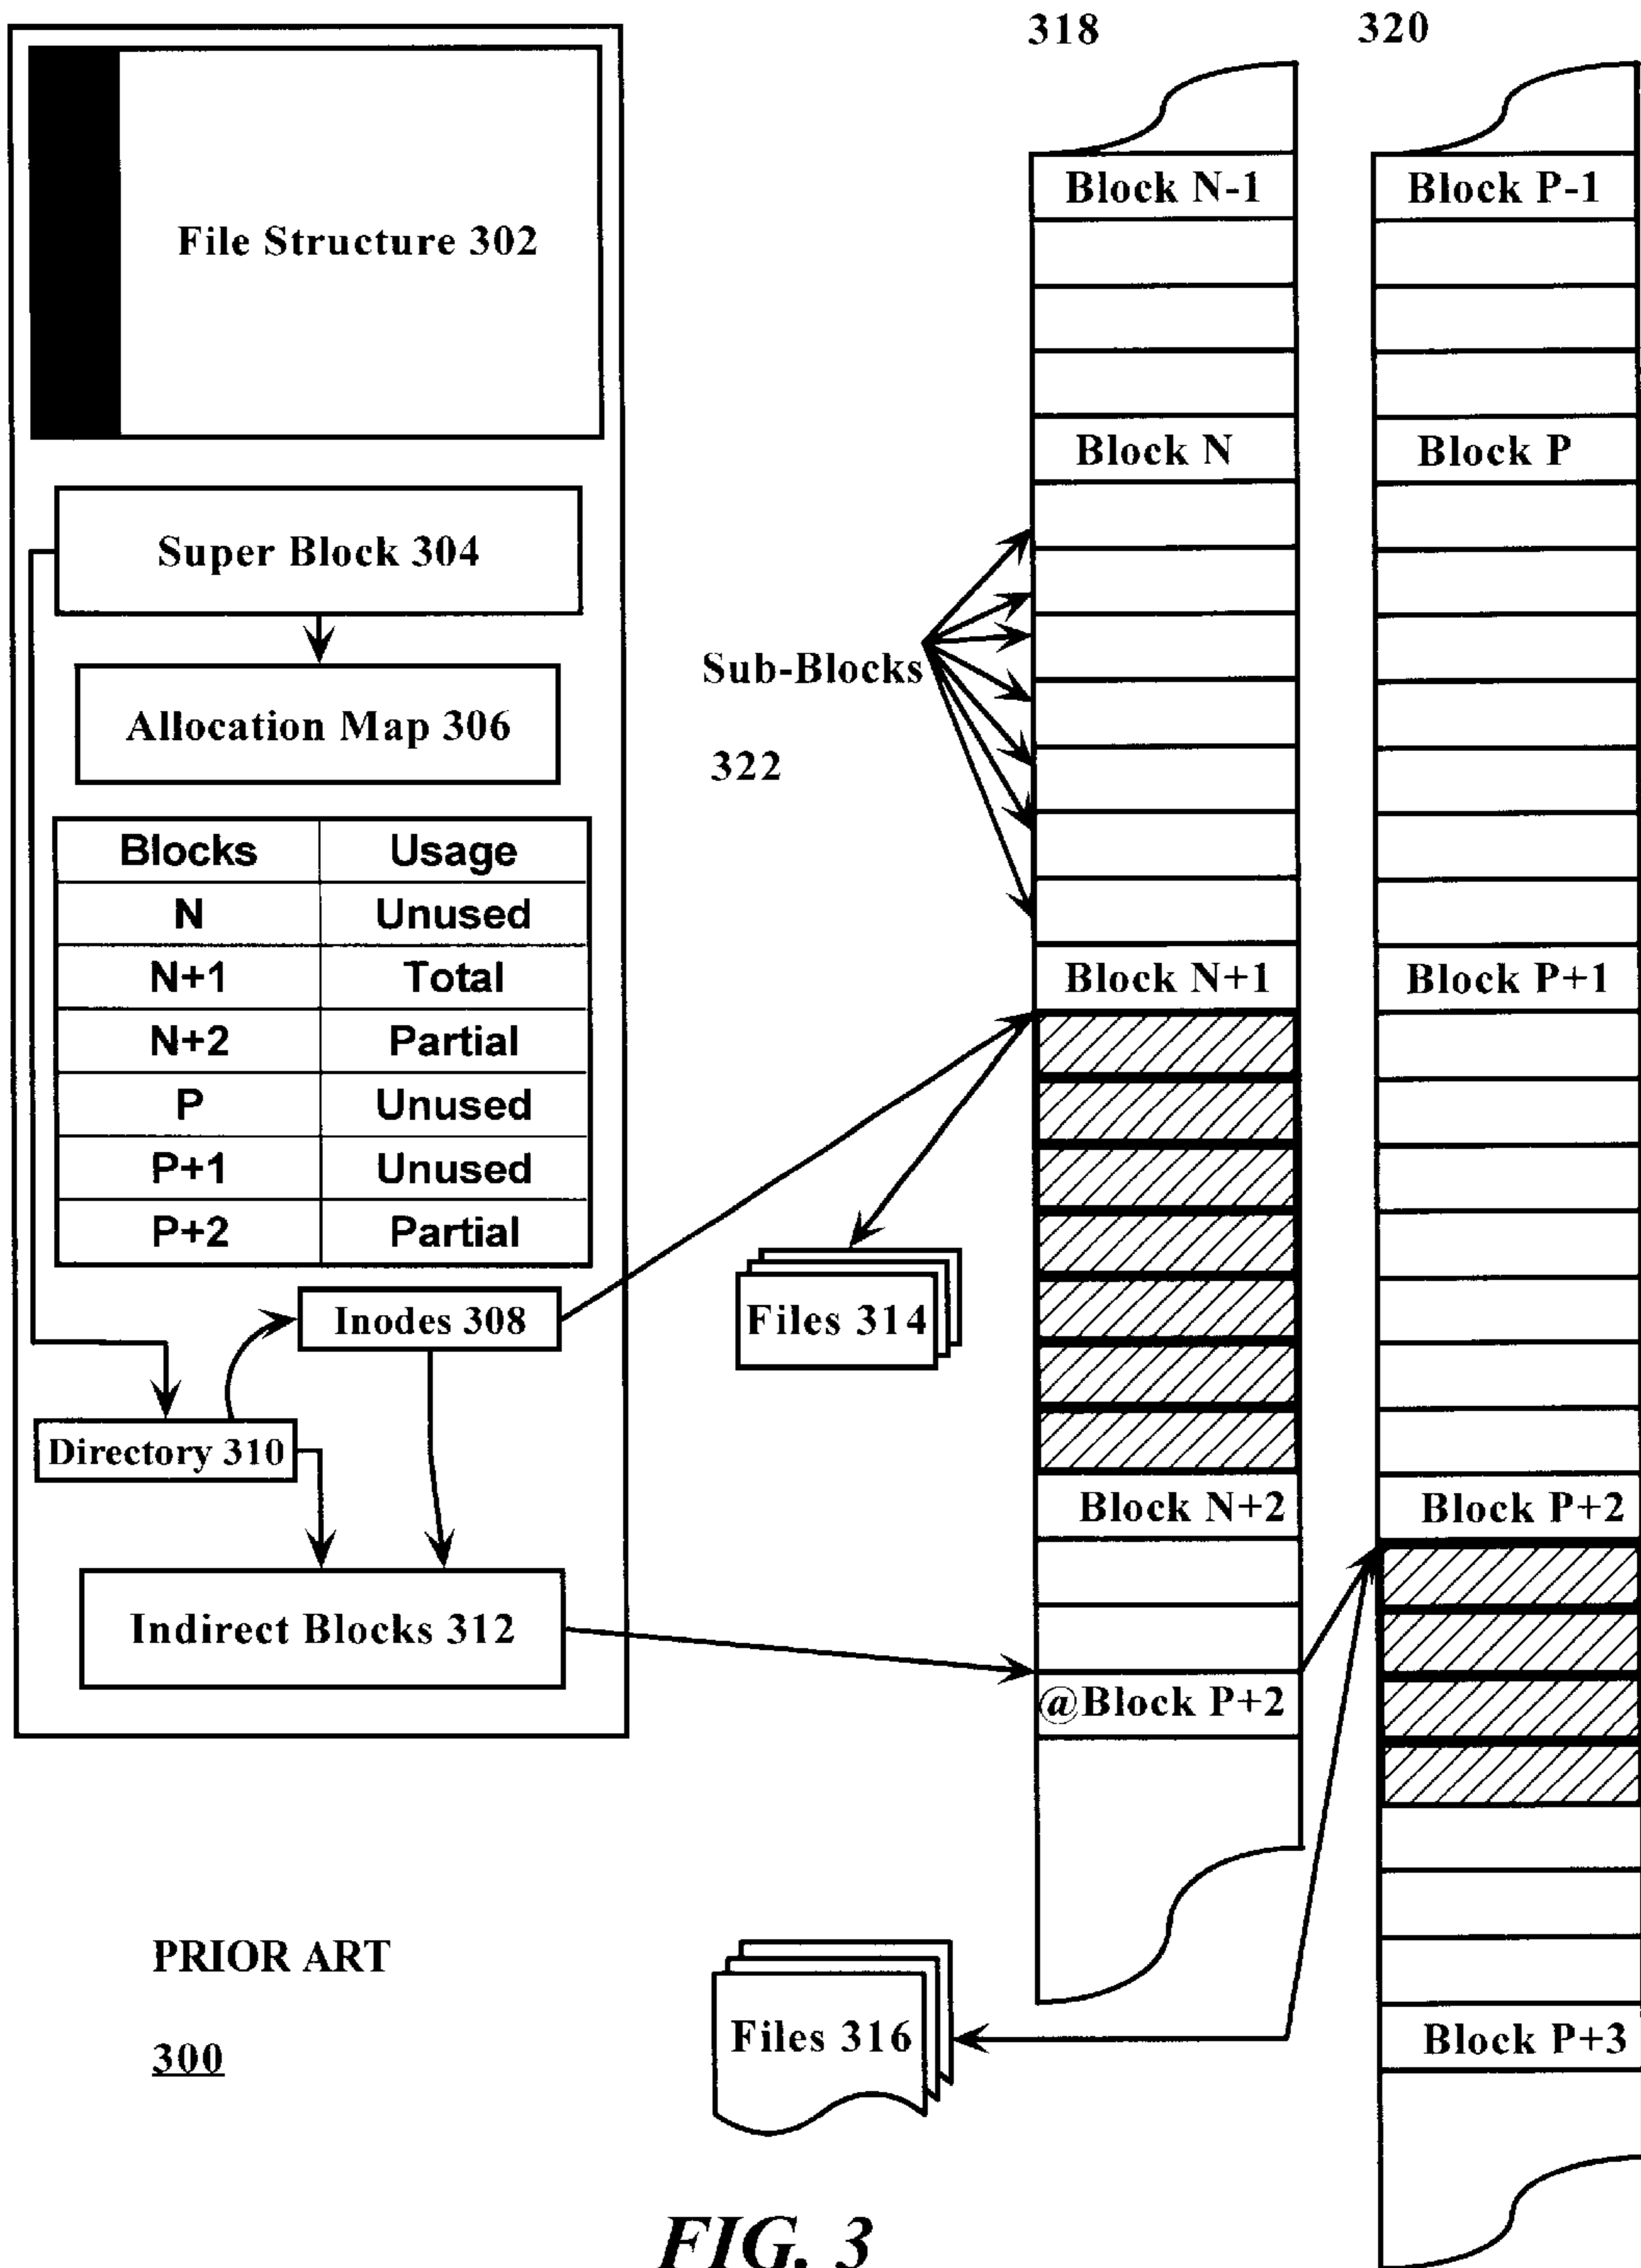 318
320
File Structure 302
Super Block 304
Allocation Map 306
Blocks Usage
N Unused
N+1 Total
N+2 Partial
P Unused
P+1 Unused
P+2 Partial
Inodes 308
Directory 310
Indirect Blocks 312
Sub-Blocks
322
Files 314
Files 316
Block N-1
Block N
Block N+1
Block N+2
@Block P+2
Block P-1
Block P
Block P+1
Block P+2
Block P+3
PRIOR ART
300
FIG. 3